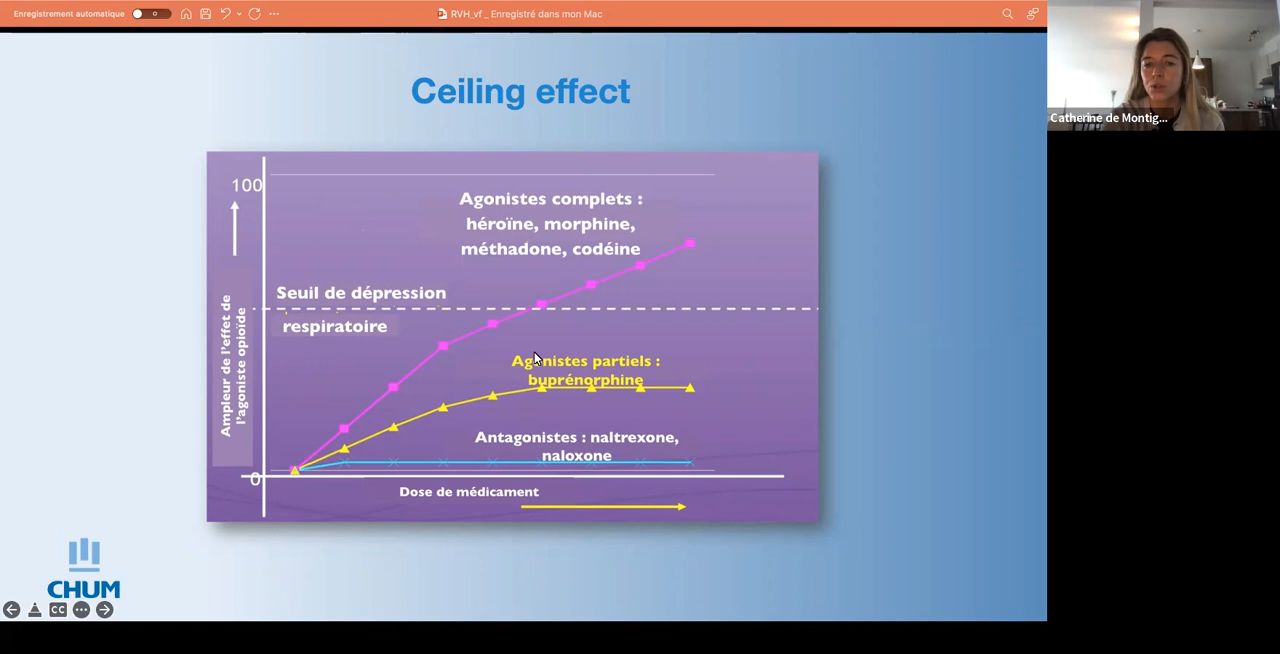 Enregistrement automatique
RVH_vf _ Enregistré dans mon Mac
Ceiling effect
Catherine de Montig...
100
Agonistes complets :
héroïne, morphine,
méthadone, codéine
Seuil de dépression
respiratoire
Ampleur de l'effet de
l'agoniste opioïde
Agonistes partiels :
buprénorphine
Antagonistes : naltrexone,
naloxone
0
Dose de médicament
CHUM
CC